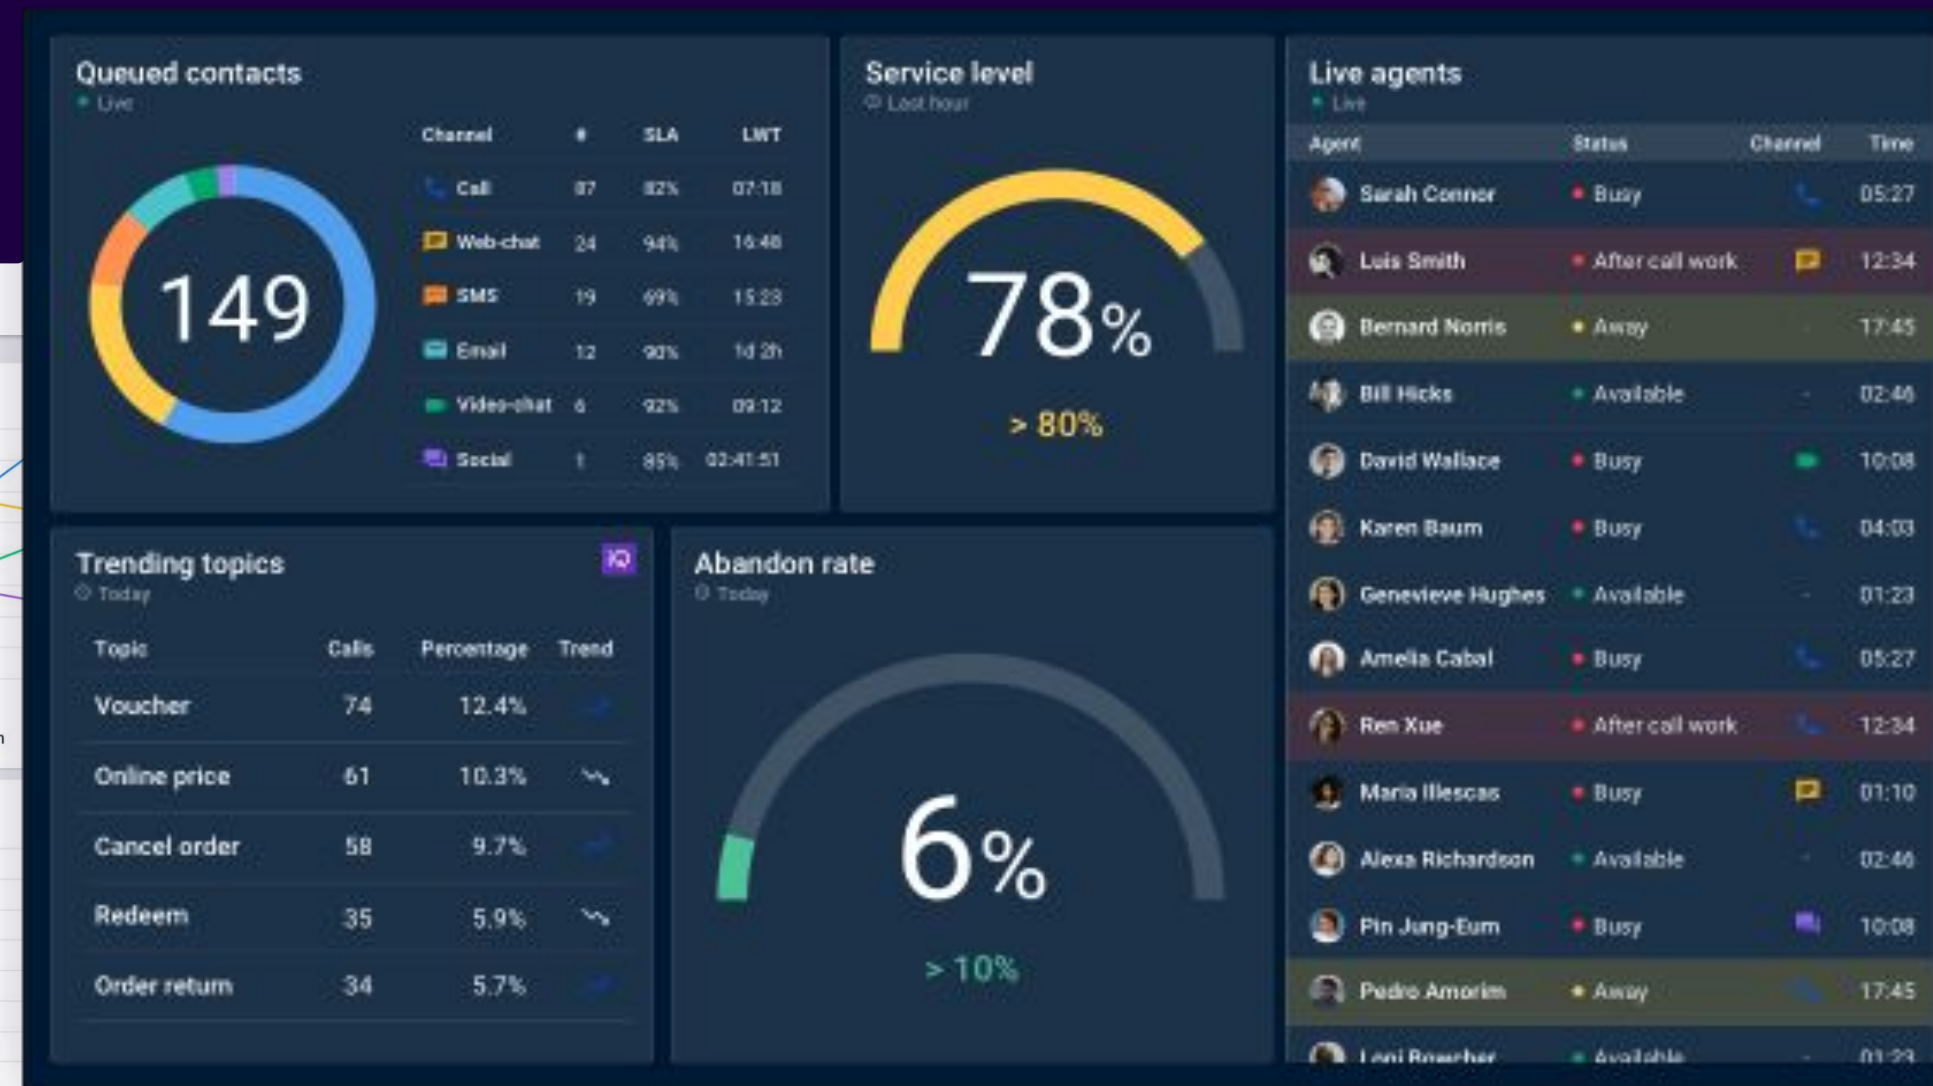 Queued contacts
Live
149
Channel # SLA LWT
Call 87 82% 07:18
Web-chat 24 94% 16:48
SMS 19 69% 15:23
Email 12 90% 1d 2h
Video-chat 6 92% 09:12
Social 1 85% 02:41:51
Service level
Last hour
78%
> 80%
Trending topics
IQ
Today
Topic Calls Percentage Trend
Voucher 74 12.4%
Online price 61 10.3%
Cancel order 58 9.7%
Redeem 35 5.9%
Order return 34 5.7%
Abandon rate
Today
6%
> 10%
Live agents
Live
Agent Status Channel Time
Sarah Connor Busy 05:27
Luis Smith After call work 12:34
Bernard Norris Away - 17:45
Bill Hicks Available - 02:46
David Wallace Busy 10:08
Karen Baum Busy 04:03
Genevieve Hughes Available - 01:23
Amelia Cabal Busy 05:27
Ren Xue After call work 12:34
Maria Illescas Busy 01:10
Alexa Richardson Available - 02:46
Pin Jung-Eum Busy 10:08
Pedro Amorim Away 17:45
Available - 01:23